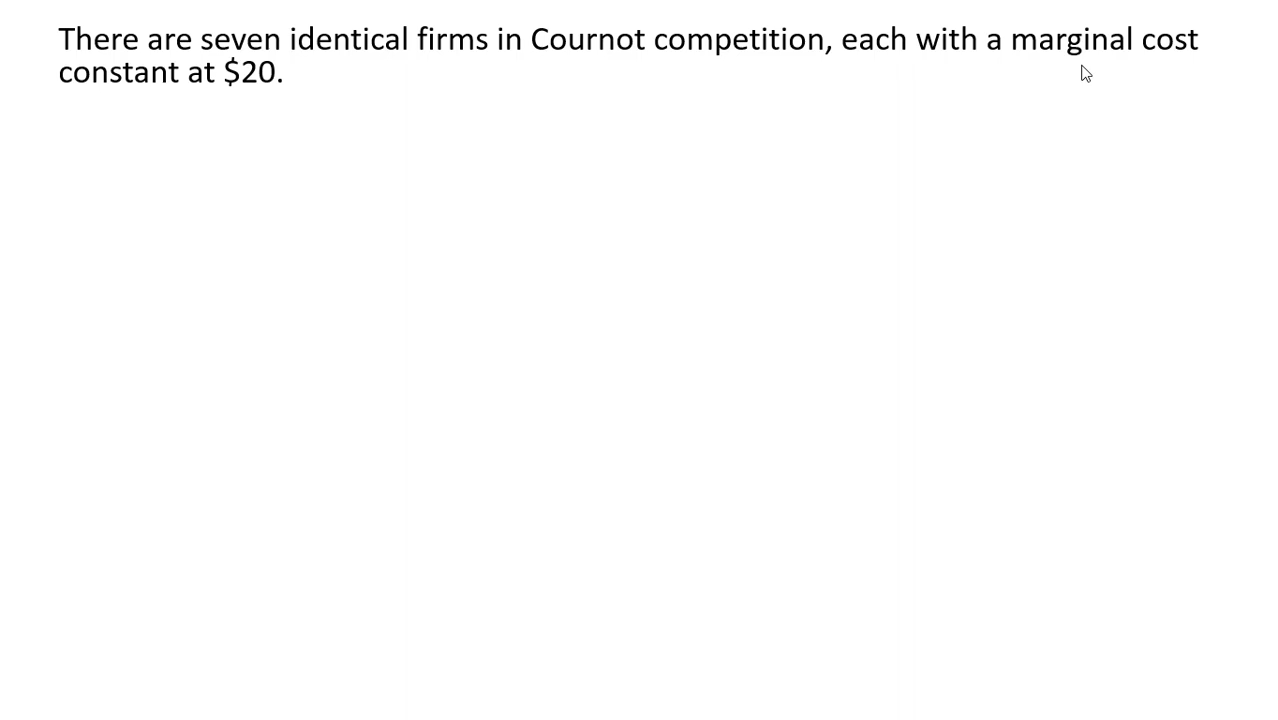 There are seven identical firms in Cournot competition, each with a marginal cost
constant at $20.